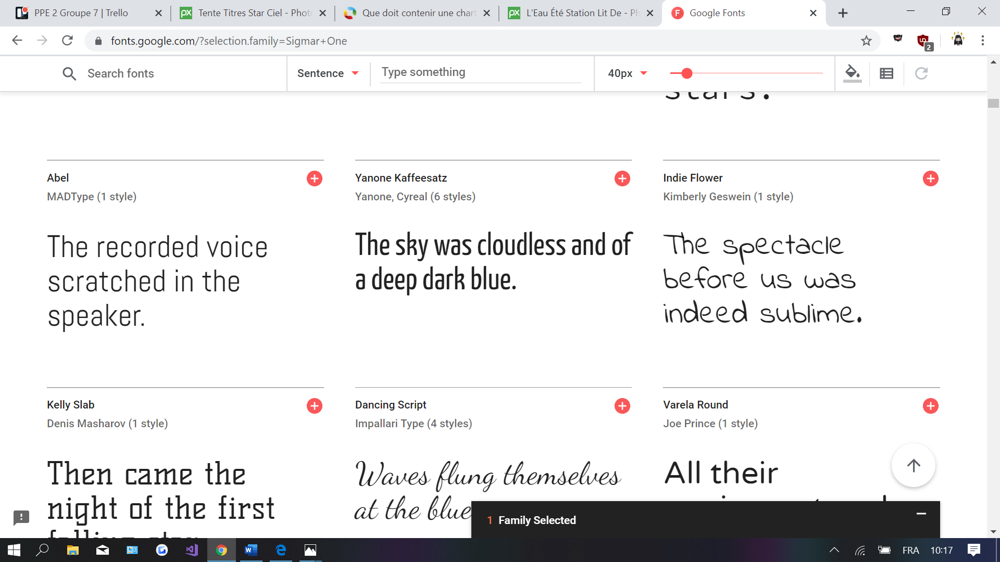 PPE 2 Groupe 7 | Trello
Tente Titres Star Ciel - Phot
Que doit contenir une chart
L'Eau Été Station Lit De - Ph
Google Fonts
fonts.google.com/?selection.family=Sigmar+One
2
Search fonts
Sentence
Type something
40px
stars.
Abel
MADType (1 style)
The recorded voice
scratched in the
speaker.
Yanone Kaffeesatz
Yanone, Cyreal (6 styles)
The sky was cloudless and of
a deep dark blue.
Indie Flower
Kimberly Geswein (1 style)
The spectacle
before us was
indeed sublime.
Kelly Slab
Denis Masharov (1 style)
Then came the
night of the first
falling star.
Dancing Script
Impallari Type (4 styles)
Waves flung themselves
at the blue
Varela Round
Joe Prince (1 style)
All their
1 Family Selected
FRA
10:17